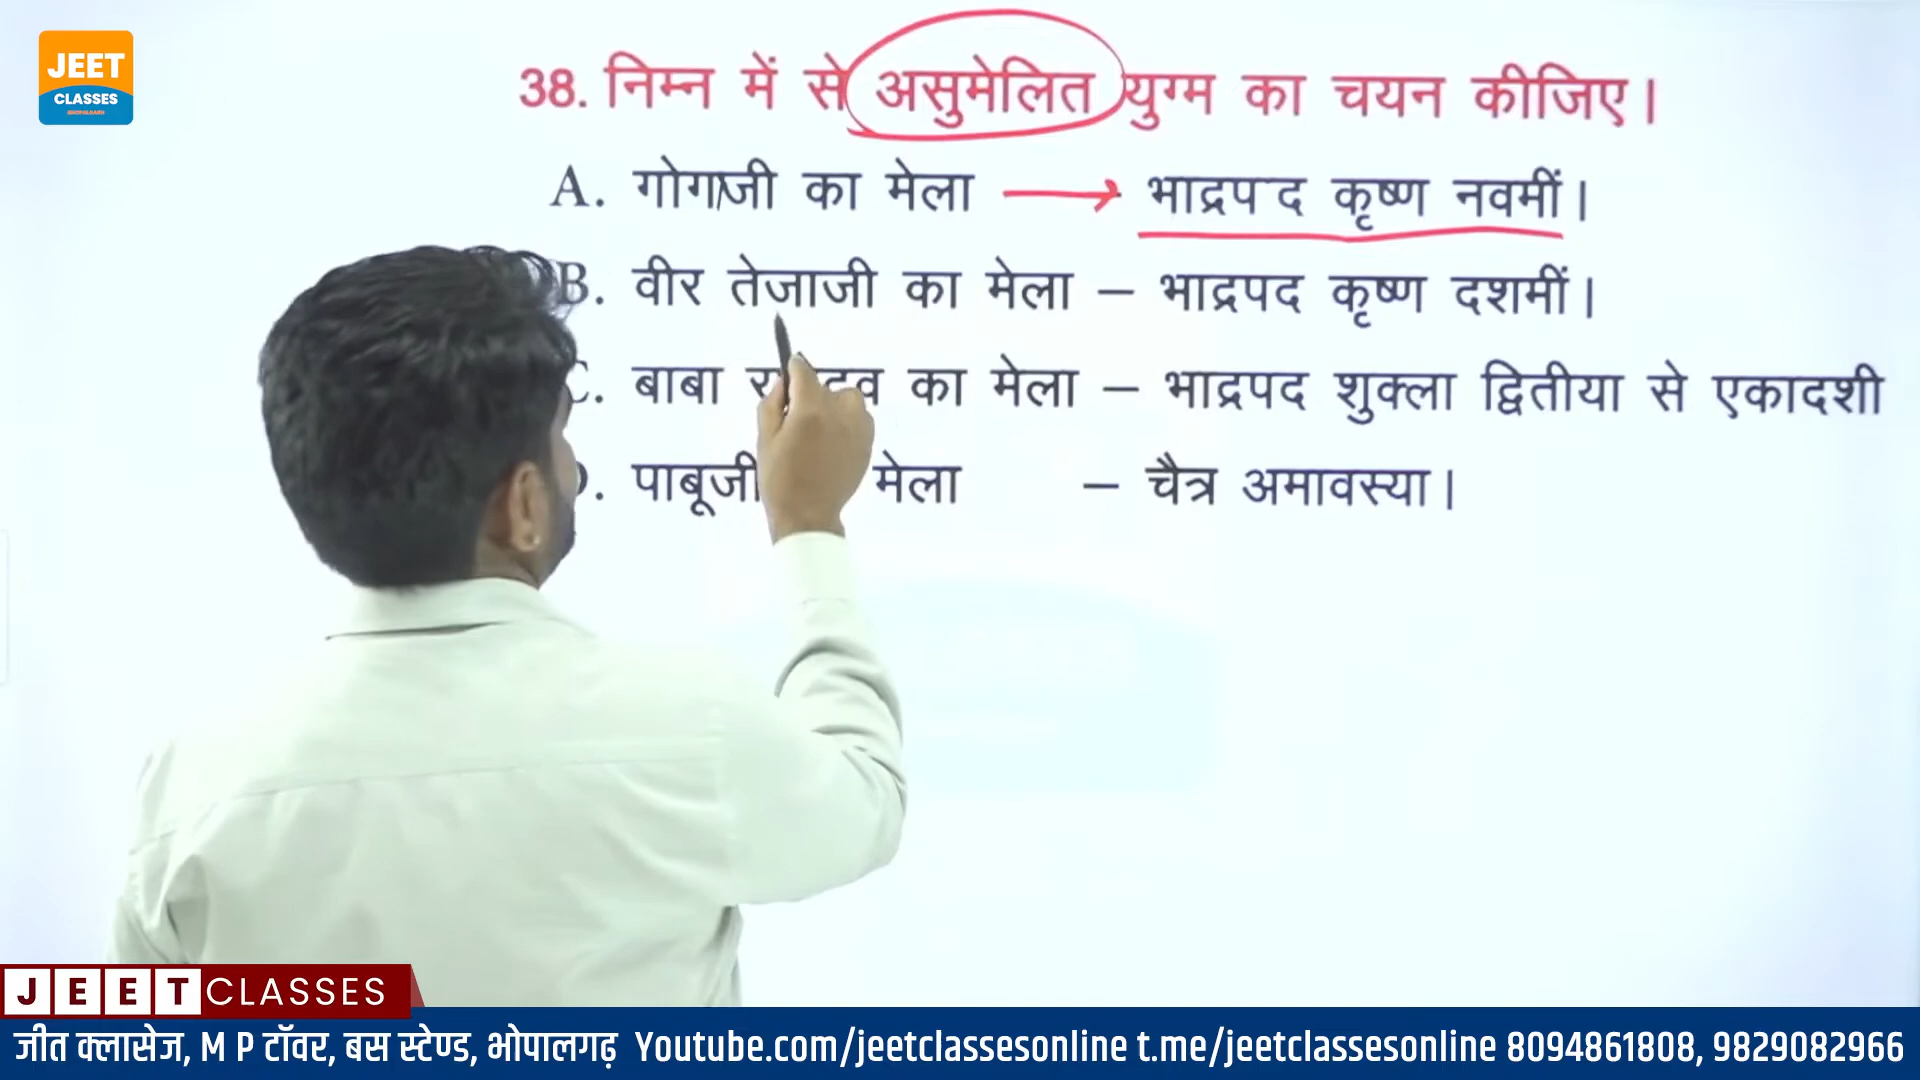 JEET
CLASSES
38. निम्न में से असुमेलित युग्म का चयन कीजिए।
A. गोगाजी का मेला → भाद्रपद कृष्ण नवमीं।
B. वीर तेजाजी का मेला – भाद्रपद कृष्ण दशमीं।
C. बाबा का मेला – भाद्रपद शुक्ला द्वितीया से एकादशी
पाबूजी मेला – चैत्र अमावस्या।
JEET CLASSES
जीत क्लासेज, M P टॉवर, बस स्टेण्ड, भोपालगढ़ Youtube.com/jeetclassesonline t.me/jeetclassesonline 8094861808, 9829082966